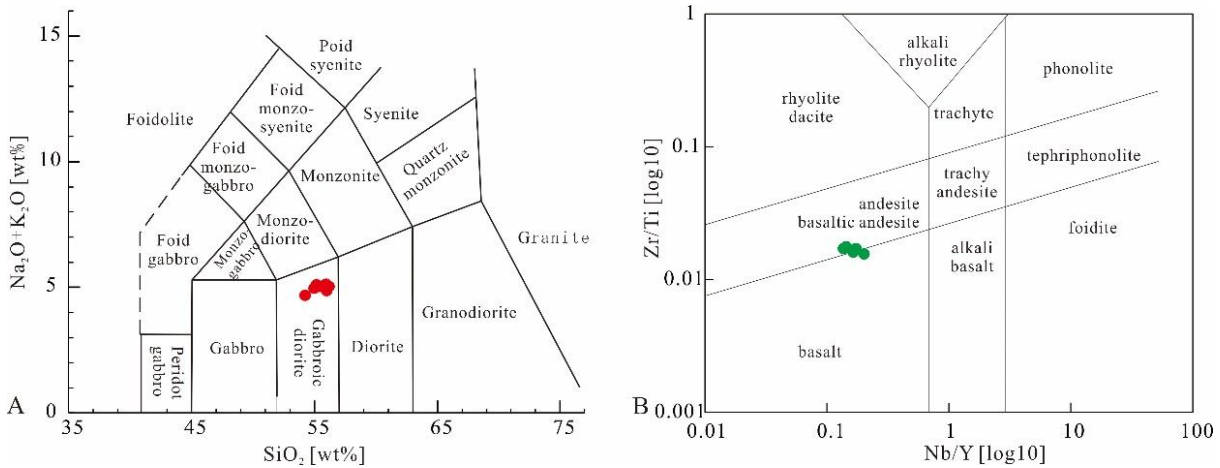 15
10
5
0
35
45
55
65
75
Na₂O+K₂O [wt%]
SiO₂ [wt%]
A
Poid
syenite
Foid
monzo-
syenite
Syenite
Foidolite
Foid
monzo-
gabbro
Monzonite
Quartz
monzonite
Monzo-
diorite
Foid
gabbro
Monzo-
gabbro
Granite
Peridot
gabbro
Gabbro
Gabbroic
diorite
Diorite
Granodiorite
1
0.1
0.01
0.001
0.01
0.1
1
10
100
Zr/Ti [log10]
Nb/Y [log10]
B
alkali
rhyolite
phonolite
rhyolite
dacite
trachyte
tephriphonolite
trachy
andesite
andesite
basaltic andesite
foidite
alkali
basalt
basalt